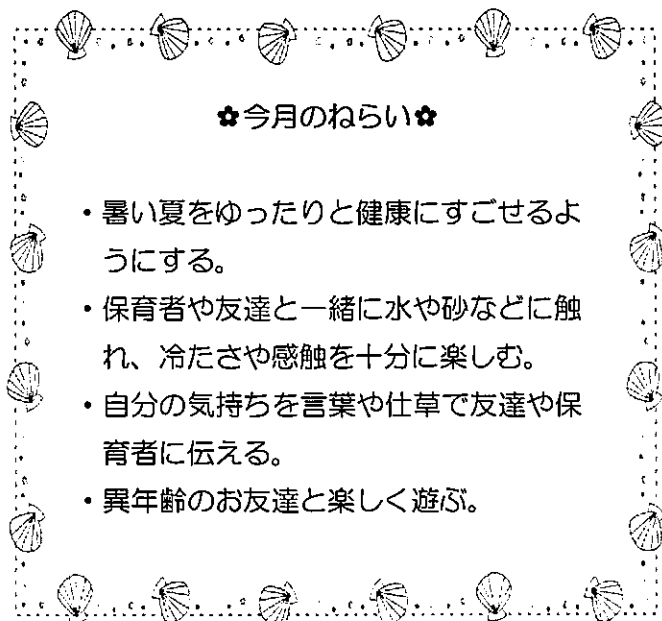 ✿今月のねらい✿
・暑い夏をゆったりと健康にすごせるよ
うにする。
・保育者や友達と一緒に水や砂などに触
れ、冷たさや感触を十分に楽しむ。
・自分の気持ちを言葉や仕草で友達や保
育者に伝える。
・異年齢のお友達と楽しく遊ぶ。